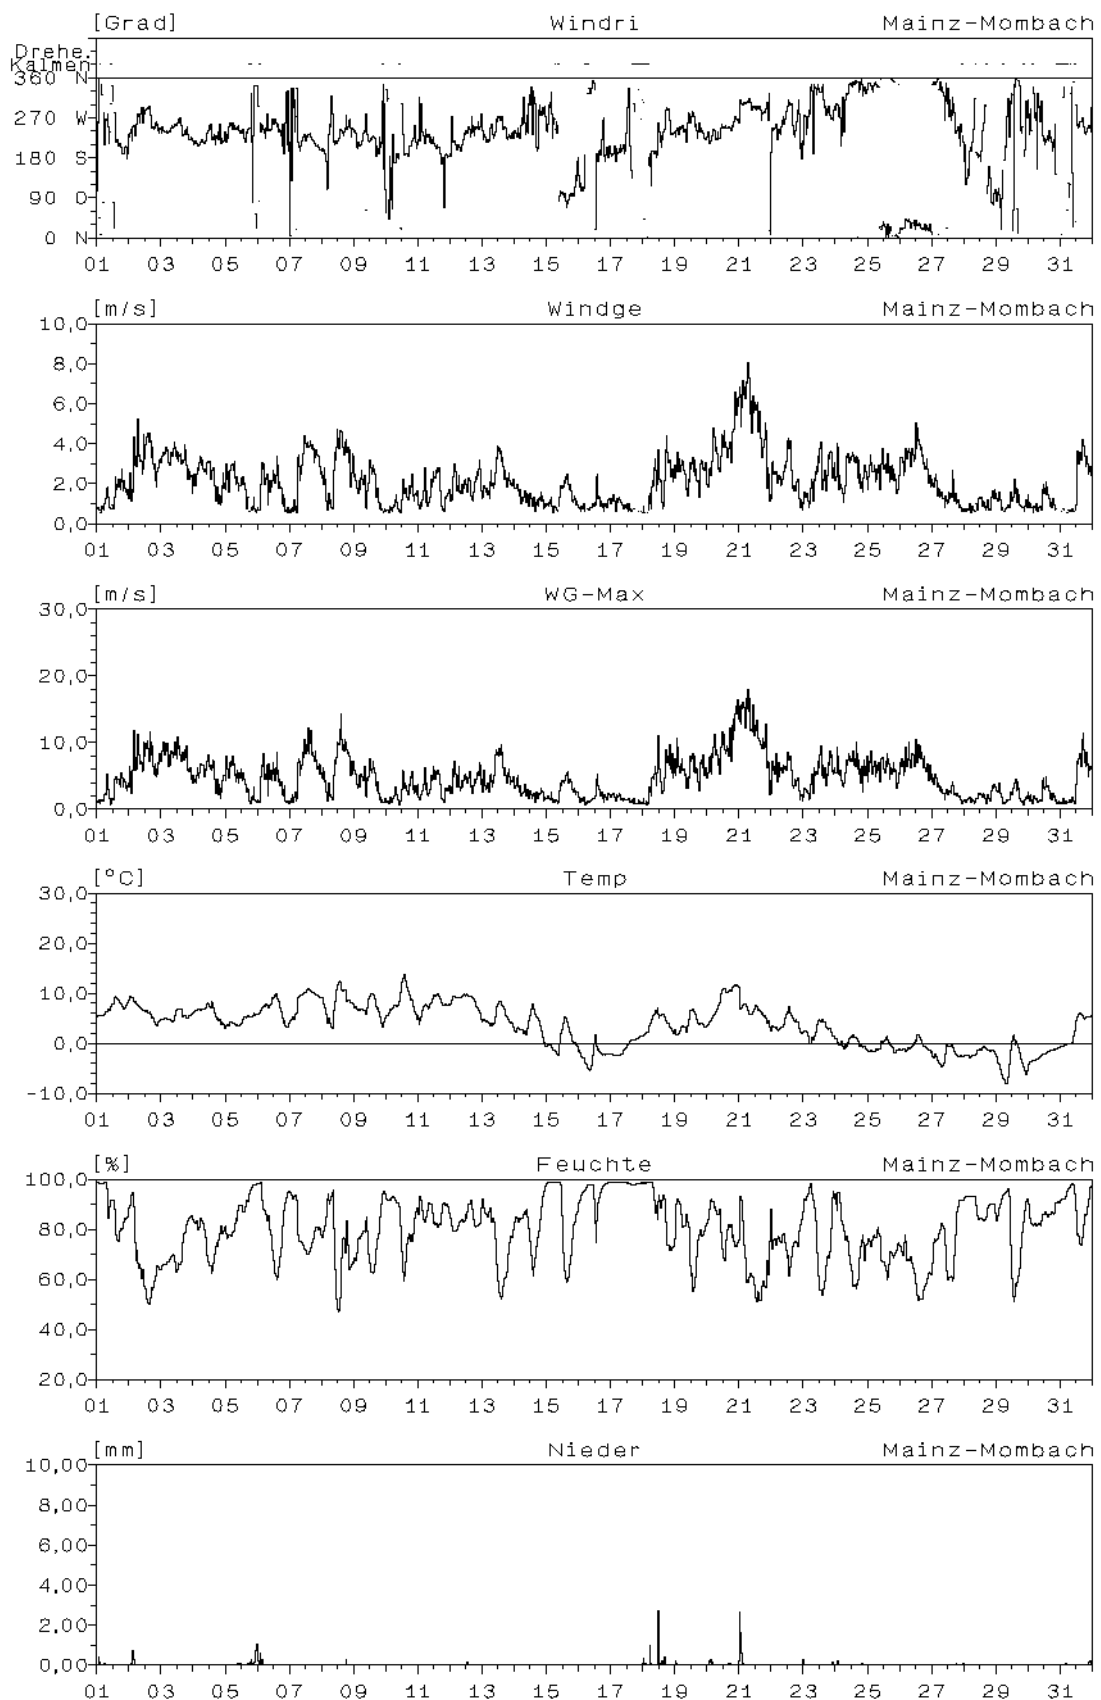 [Grad] Windri Mainz-Mombach
Drehe.
Kalmen
360 N
270 W
180 S
90 O
0 N
01 03 05 07 09 11 13 15 17 19 21 23 25 27 29 31
[m/s] Windge Mainz-Mombach
10,0
8,0
6,0
4,0
2,0
0,0
01 03 05 07 09 11 13 15 17 19 21 23 25 27 29 31
[m/s] WG-Max Mainz-Mombach
30,0
20,0
10,0
0,0
01 03 05 07 09 11 13 15 17 19 21 23 25 27 29 31
[°C] Temp Mainz-Mombach
30,0
20,0
10,0
0,0
-10,0
01 03 05 07 09 11 13 15 17 19 21 23 25 27 29 31
[%] Feuchte Mainz-Mombach
100,0
80,0
60,0
40,0
20,0
01 03 05 07 09 11 13 15 17 19 21 23 25 27 29 31
[mm] Nieder Mainz-Mombach
10,00
8,00
6,00
4,00
2,00
0,00
01 03 05 07 09 11 13 15 17 19 21 23 25 27 29 31